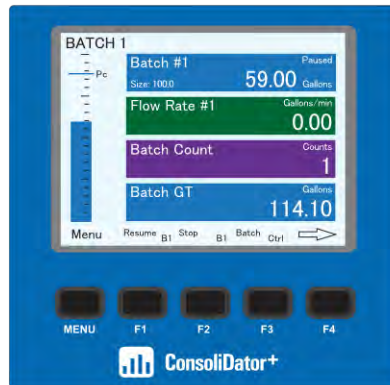 BATCH 1
Pc
Batch #1 Paused
Size: 100.0 59.00 Gallons
Flow Rate #1 Gallons/min
0.00
Batch Count Counts
1
Batch GT Gallons
114.10
Menu Resume B1 Stop B1 Batch Ctrl
MENU F1 F2 F3 F4
ConsoliDator+